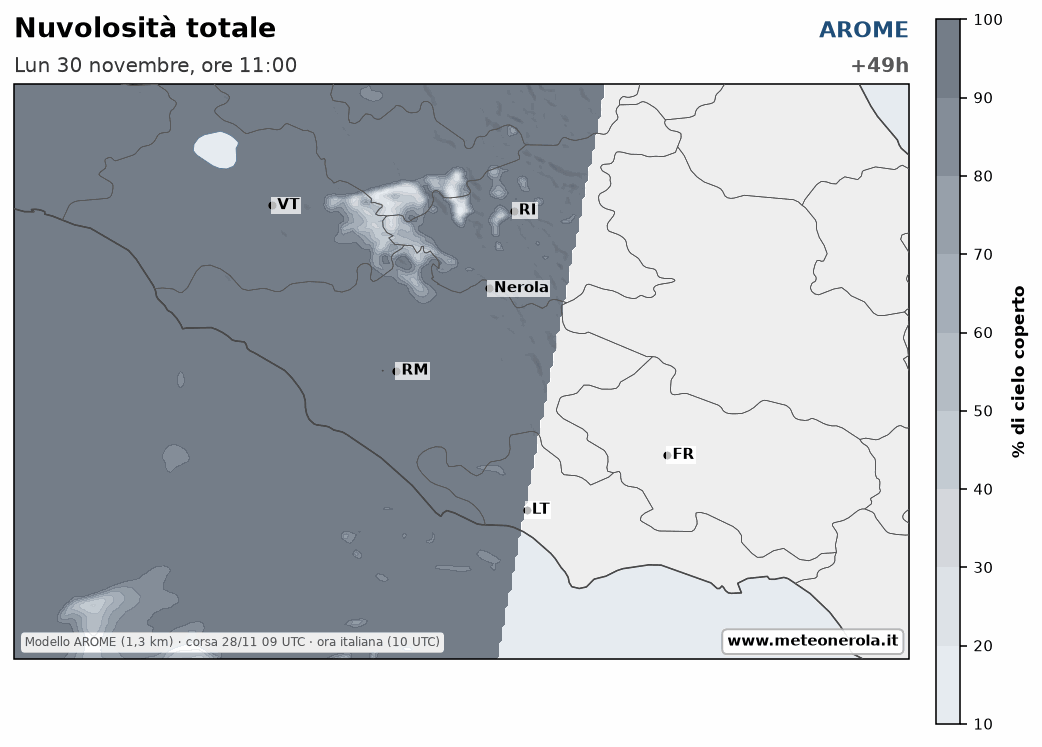 Nuvolosità totale
AROME
Lun 30 novembre, ore 11:00
+49h
100
90
80
70
60
50
40
30
20
10
% di cielo coperto
VT
RI
Nerola
RM
FR
LT
Modello AROME (1,3 km) · corsa 28/11 09 UTC · ora italiana (10 UTC)
www.meteonerola.it